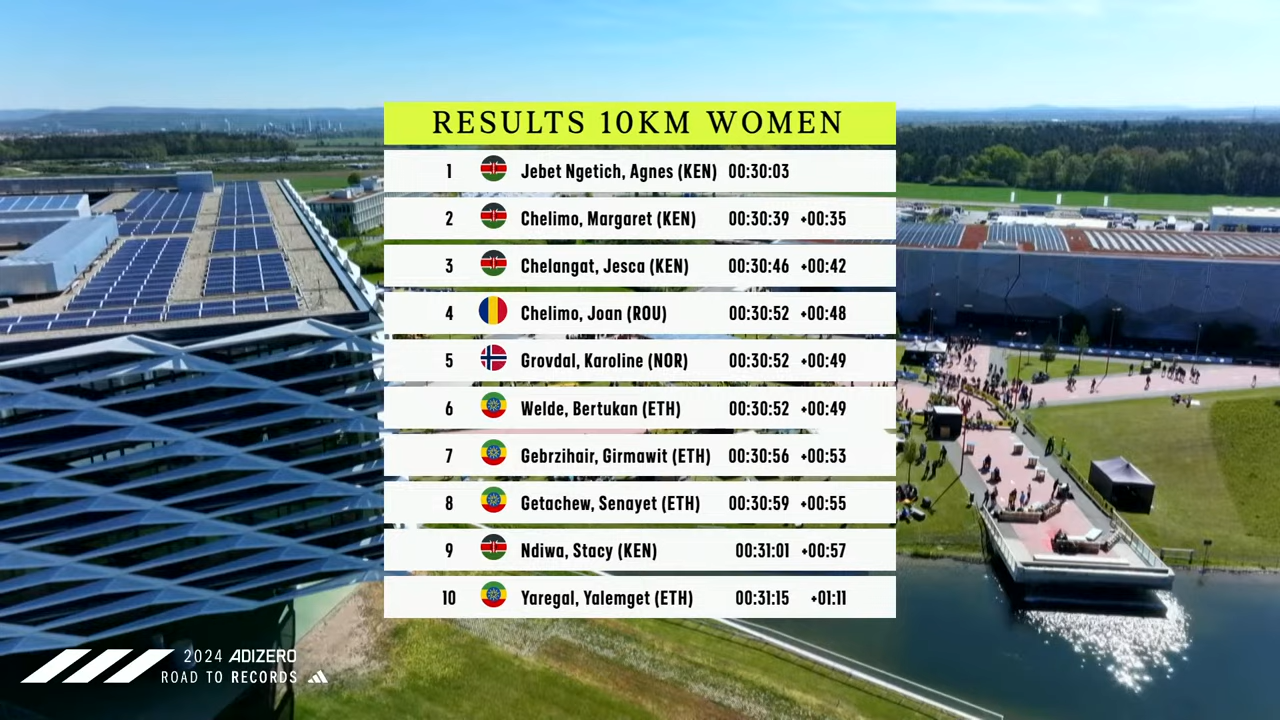 RESULTS 10KM WOMEN
1 Jebet Ngetich, Agnes (KEN) 00:30:03
2 Chelimo, Margaret (KEN) 00:30:39 +00:35
3 Chelangat, Jesca (KEN) 00:30:46 +00:42
4 Chelimo, Joan (ROU) 00:30:52 +00:48
5 Grovdal, Karoline (NOR) 00:30:52 +00:49
6 Welde, Bertukan (ETH) 00:30:52 +00:49
7 Gebrzihair, Girmawit (ETH) 00:30:56 +00:53
8 Getachew, Senayet (ETH) 00:30:59 +00:55
9 Ndiwa, Stacy (KEN) 00:31:01 +00:57
10 Yaregal, Yalemget (ETH) 00:31:15 +01:11
2024 ADIZERO
ROAD TO RECORDS